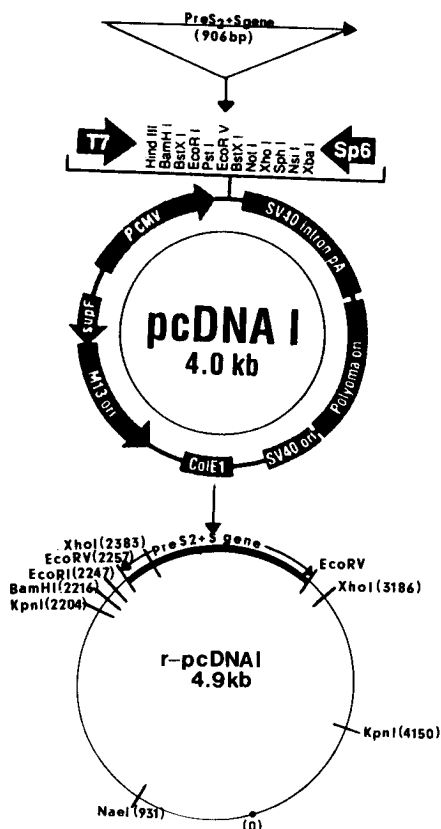 PreS2+S gene
(906bp)
T7
Hind III
BamH I
BstX I
EcoR I
Pst I
EcoR V
BstX I
Not I
Xho I
Sph I
Nsi I
Xba I
Sp6
PCMV
SV40 intron pA
supF
pcDNA I
4.0 kb
Polyoma ori
M13 ori
SV40 ori
ColE1
PreS2+S gene
XhoI(2383)
EcoRV(2257)
EcoRI(2247)
BamHI(2216)
KpnI(2204)
EcoRV
XhoI(3186)
r-pcDNAI
4.9kb
KpnI(4150)
NaeI(931)
(0)